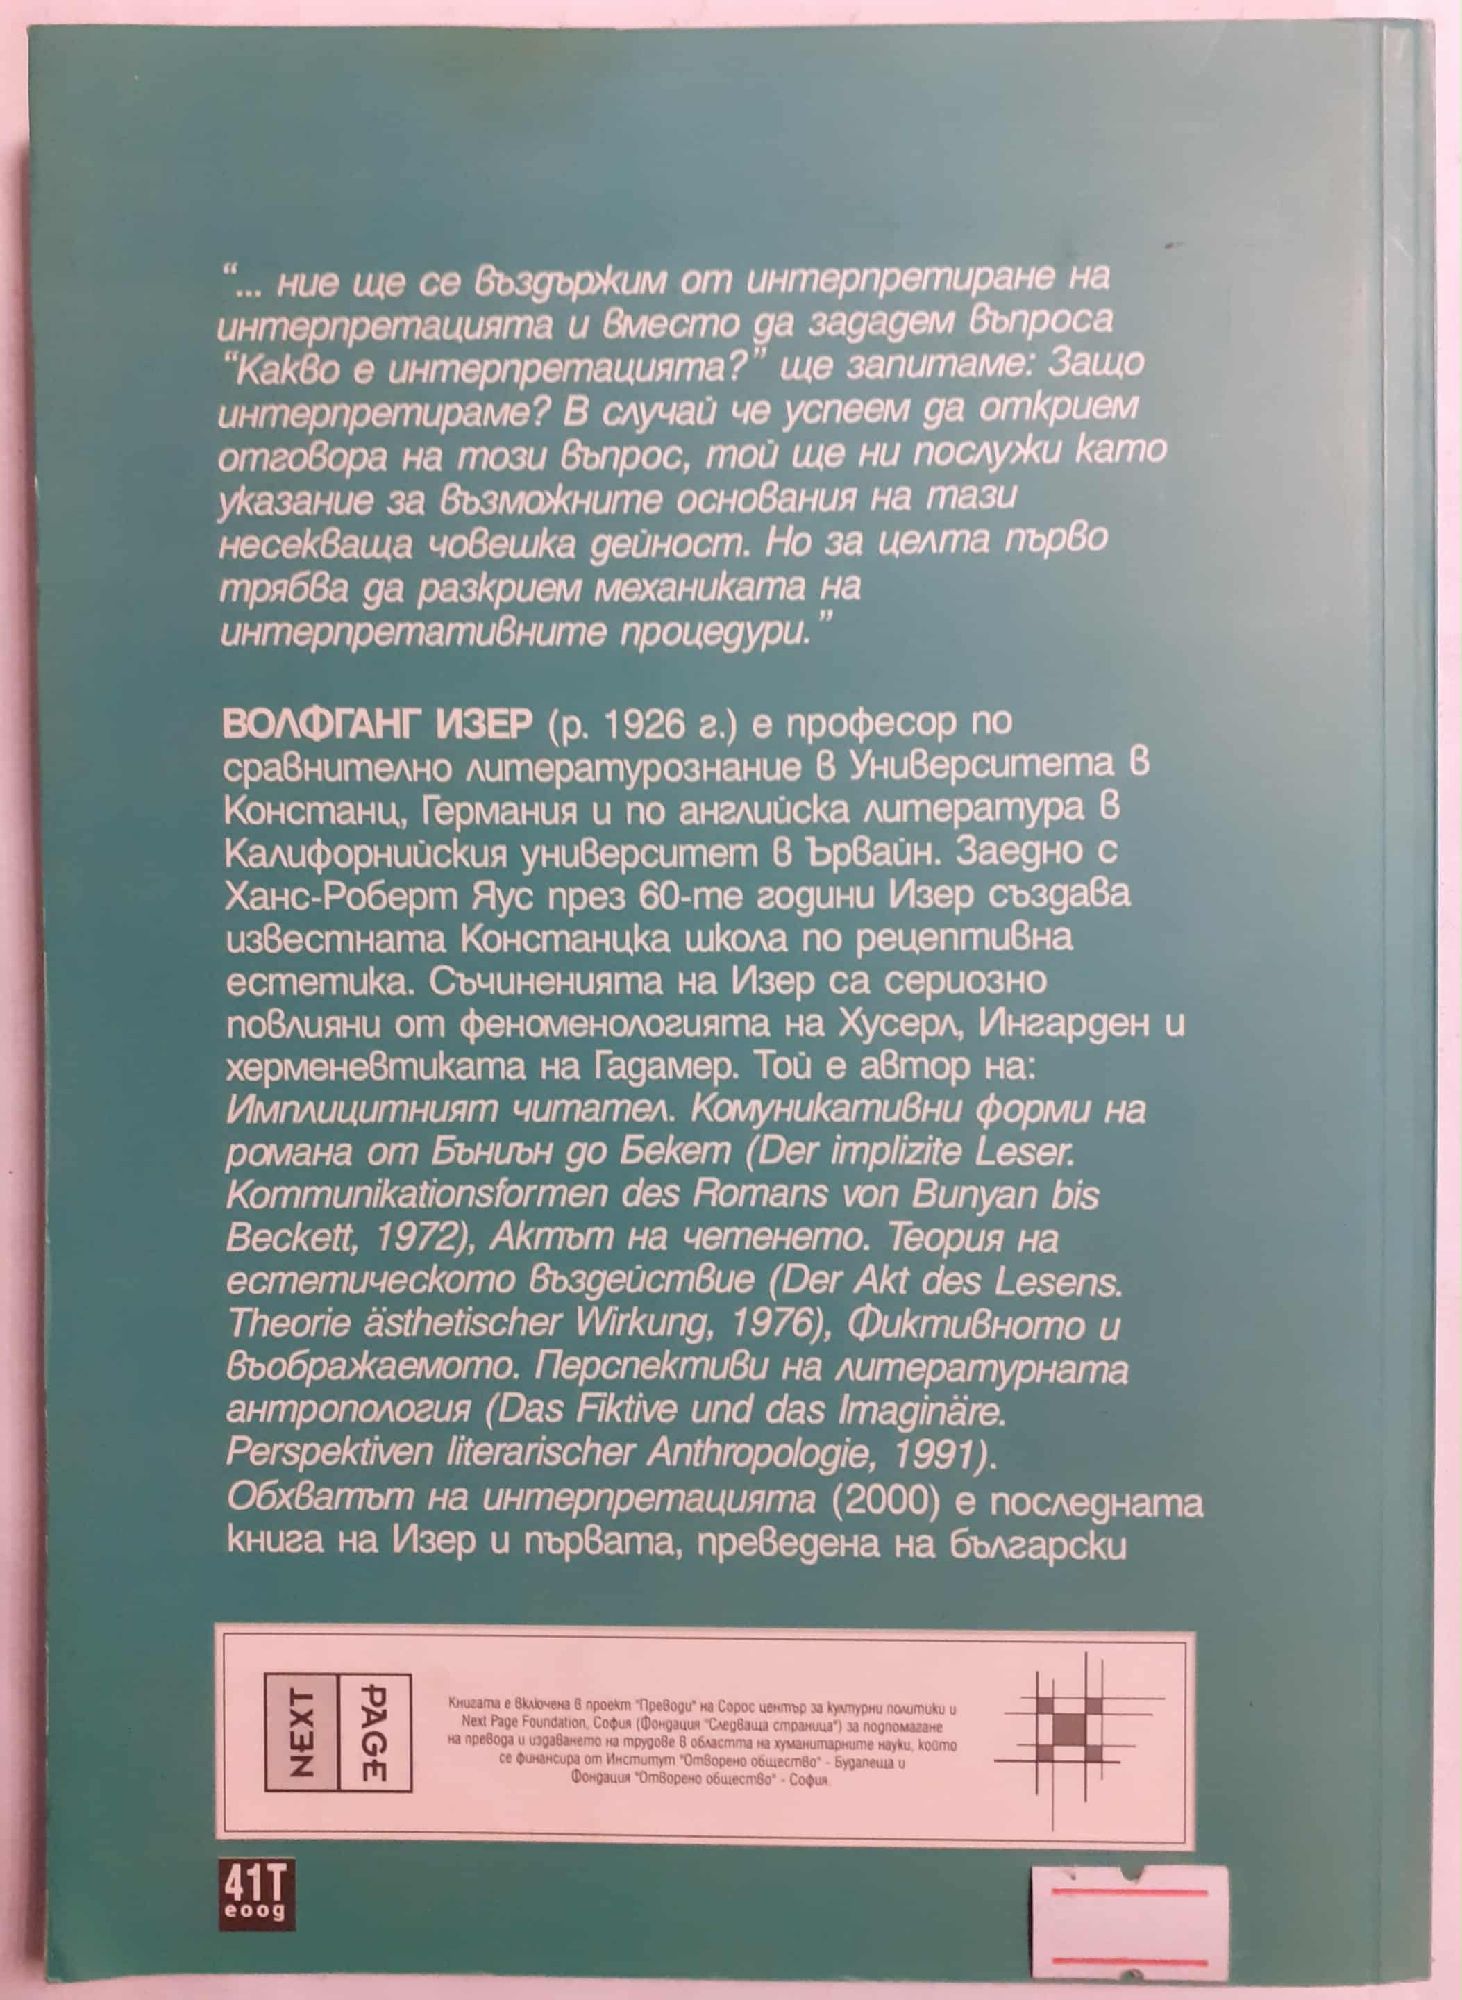 “... ние ще се въздържим от интерпретиране на
интерпретацията и вместо да зададем въпроса
“Какво е интерпретацията?” ще запитаме: Защо
интерпретираме? В случай че успеем да открием
отговора на този въпрос, той ще ни послужи като
указание за възможните основания на тази
несекваща човешка дейност. Но за целта първо
трябва да разкрием механиката на
интерпретативните процедури.”
ВОЛФГАНГ ИЗЕР (р. 1926 г.) е професор по
сравнително литературознание в Университета в
Констанц, Германия и по английска литература в
Калифорнийския университет в Ървайн. Заедно с
Ханс-Роберт Яус през 60-те години Изер създава
известната Констанцка школа по рецептивна
естетика. Съчиненията на Изер са сериозно
повлияни от феноменологията на Хусерл, Ингарден и
херменевтиката на Гадамер. Той е автор на:
Имплицитният читател. Комуникативни форми на
романа от Бъниън до Бекет (Der implizite Leser.
Kommunikationsformen des Romans von Bunyan bis
Beckett, 1972), Актът на четенето. Теория на
естетическото въздействие (Der Akt des Lesens.
Theorie ästhetischer Wirkung, 1976), Фиктивното и
въображаемото. Перспективи на литературната
антропология (Das Fiktive und das Imaginäre.
Perspektiven literarischer Anthropologie, 1991).
Обхватът на интерпретацията (2000) е последната
книга на Изер и първата, преведена на български
NEXT
PAGE
Книгата е включена в проект "Преводи" на Сорос център за културни политики и
Next Page Foundation, София (Фондация "Следваща страница") за подпомагане
на превода и издаването на трудове в областта на хуманитарните науки, който
се финансира от Институт "Отворено общество" - Будапеща и
Фондация "Отворено общество" - София.
41T
еоод